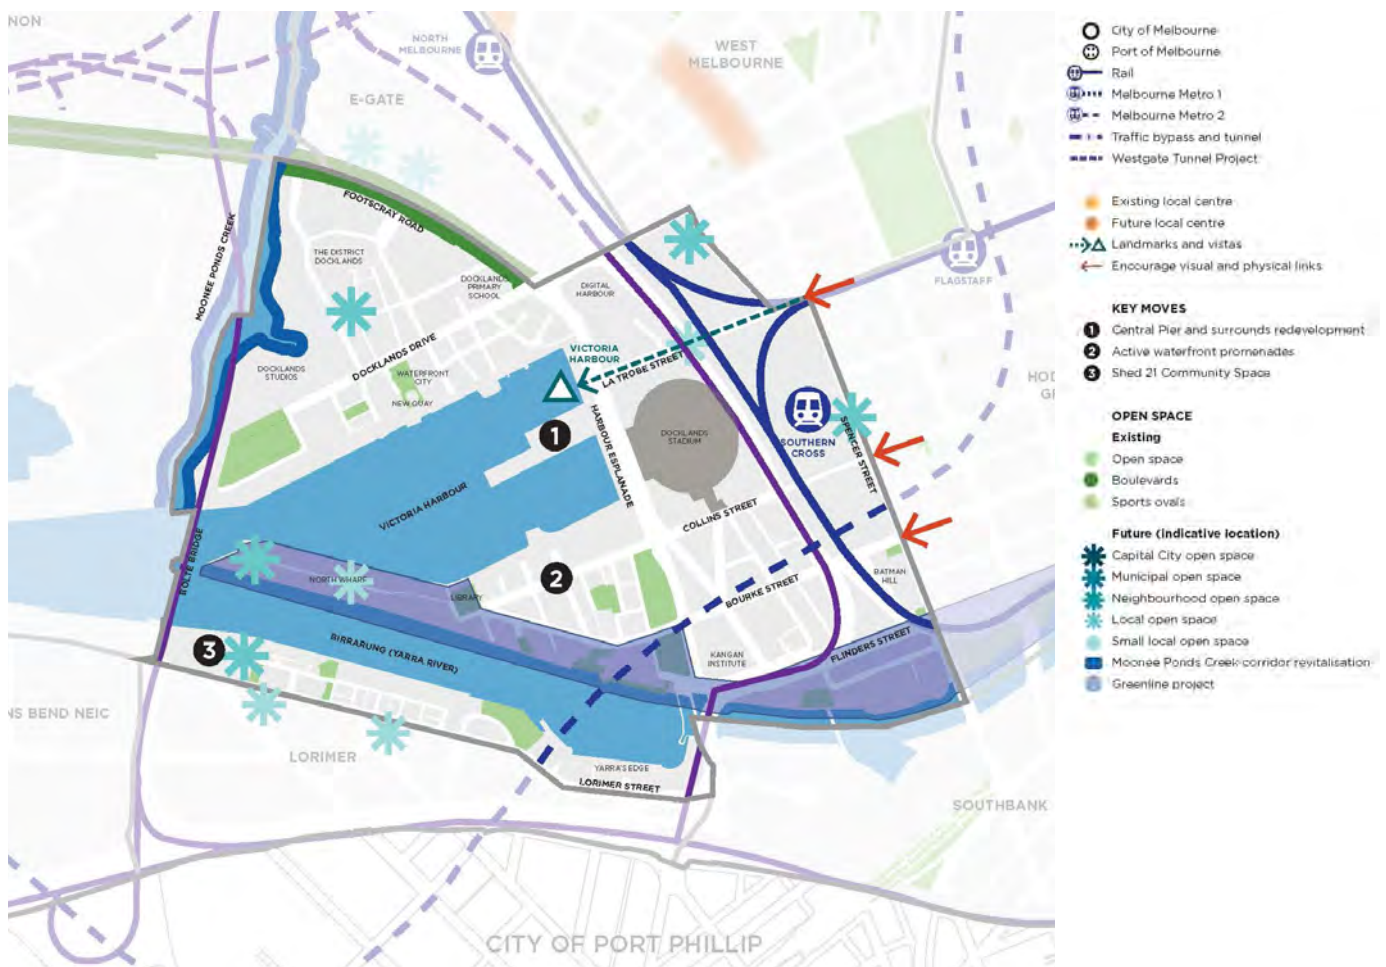 NON
NORTH
MELBOURNE
WEST
MELBOURNE
E-GATE
FOOTSCRAY ROAD
MOONEE PONDS CREEK
THE DISTRICT
DOCKLANDS
DOCKLANDS
PRIMARY
SCHOOL
DIGITAL
HARBOUR
FLAGSTAFF
VICTORIA
HARBOUR
LA TROBE STREET
DOCKLANDS DRIVE
DOCKLANDS
STUDIOS
WATERFRONT
CITY
NEW QUAY
HARBOUR ESPLANADE
DOCKLANDS
STADIUM
SOUTHERN
CROSS
SPENCER STREET
HOD
G
1
VICTORIA HARBOUR
COLLINS STREET
BOLTE BRIDGE
NORTH WHARF
LIBRARY
2
BOURKE STREET
BATMAN
HILL
3
BIRRARUNG (YARRA RIVER)
KANGAN
INSTITUTE
FLINDERS STREET
NS BEND NEIC
LORIMER
YARRA'S EDGE
LORIMER STREET
SOUTHBANK
CITY OF PORT PHILLIP
City of Melbourne
Port of Melbourne
Rail
Melbourne Metro 1
Melbourne Metro 2
Traffic bypass and tunnel
Westgate Tunnel Project
Existing local centre
Future local centre
Landmarks and vistas
Encourage visual and physical links
KEY MOVES
1 Central Pier and surrounds redevelopment
2 Active waterfront promenades
3 Shed 21 Community Space
OPEN SPACE
Existing
Open space
Boulevards
Sports ovals
Future (indicative location)
Capital City open space
Municipal open space
Neighbourhood open space
Local open space
Small local open space
Moonee Ponds Creek corridor revitalisation
Greenline project